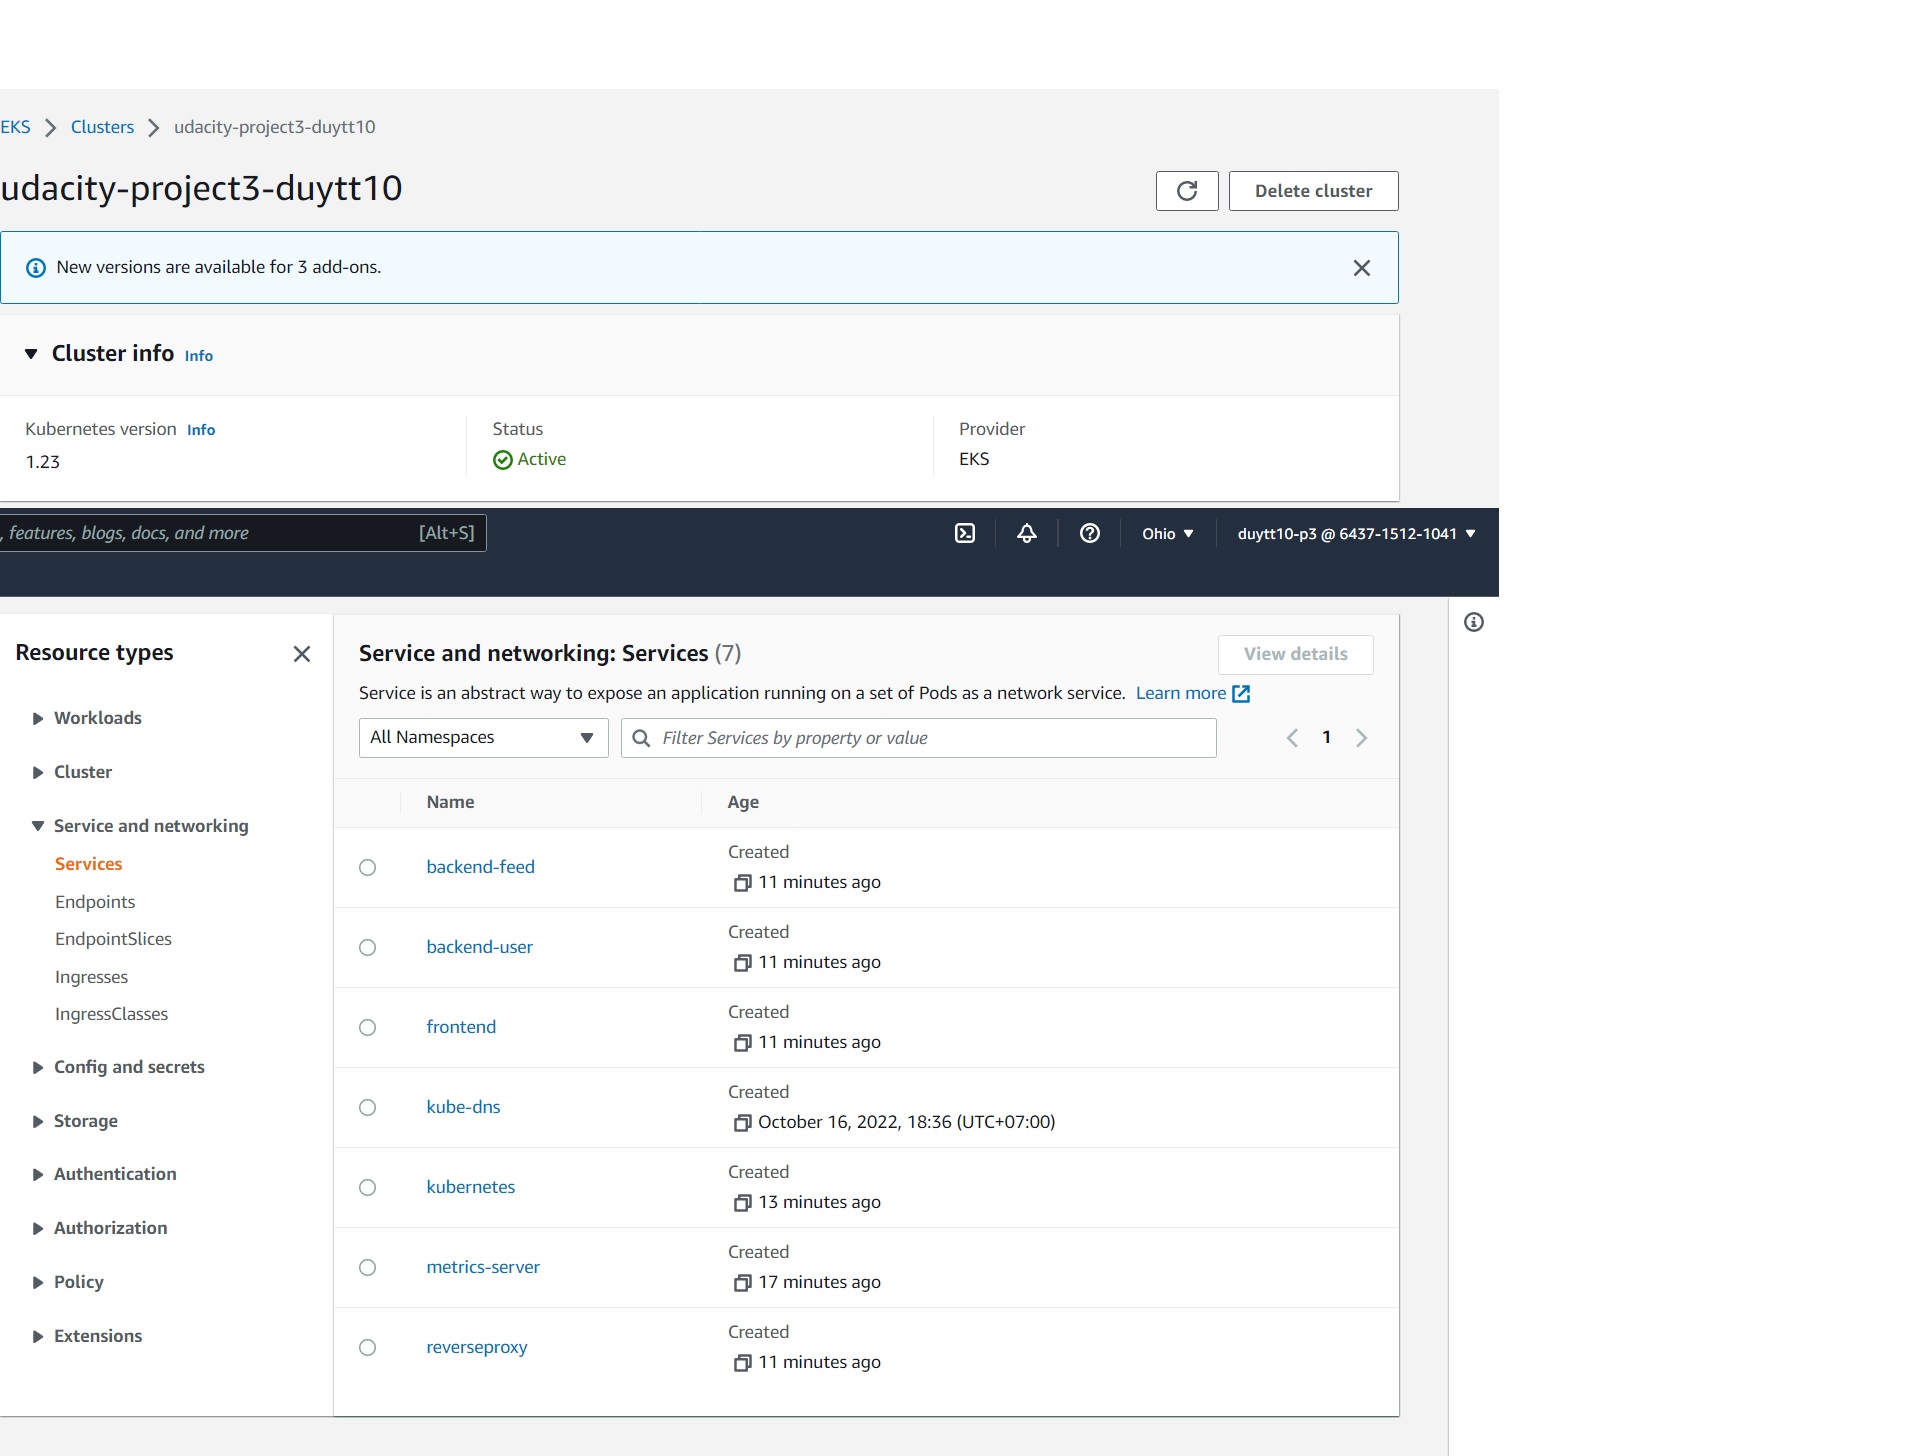 EKS > Clusters > udacity-project3-duytt10
udacity-project3-duytt10
Delete cluster
New versions are available for 3 add-ons.
Cluster info Info
Kubernetes version Info
1.23
Status
Active
Provider
EKS
, features, blogs, docs, and more [Alt+S]
Ohio
duytt10-p3 @ 6437-1512-1041
Resource types
Workloads
Cluster
Service and networking
Services
Endpoints
EndpointSlices
Ingresses
IngressClasses
Config and secrets
Storage
Authentication
Authorization
Policy
Extensions
Service and networking: Services (7)
View details
Service is an abstract way to expose an application running on a set of Pods as a network service. Learn more
All Namespaces
Filter Services by property or value
1
Name Age
backend-feed
Created
11 minutes ago
backend-user
Created
11 minutes ago
frontend
Created
11 minutes ago
kube-dns
Created
October 16, 2022, 18:36 (UTC+07:00)
kubernetes
Created
13 minutes ago
metrics-server
Created
17 minutes ago
reverseproxy
Created
11 minutes ago